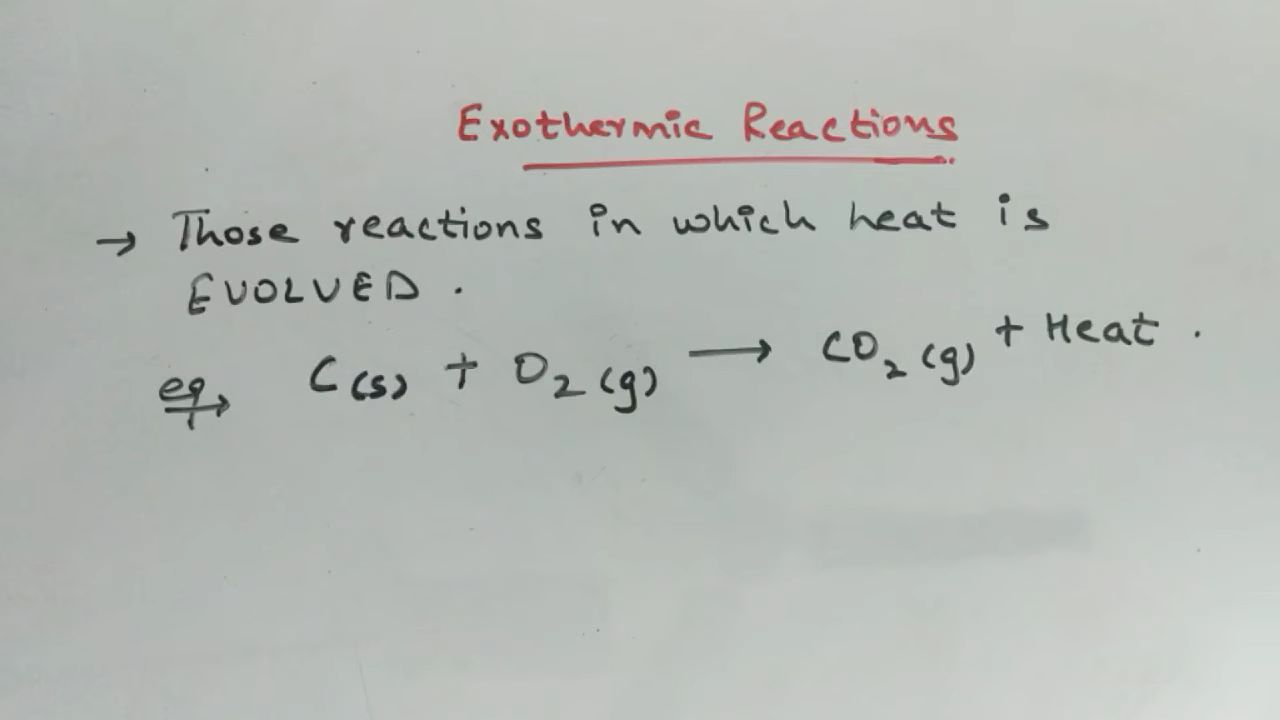 Exothermic Reactions
→ Those reactions in which heat is
EVOLVED .
eg → C(s) + O₂(g) ⟶ CO₂(g) + Heat .